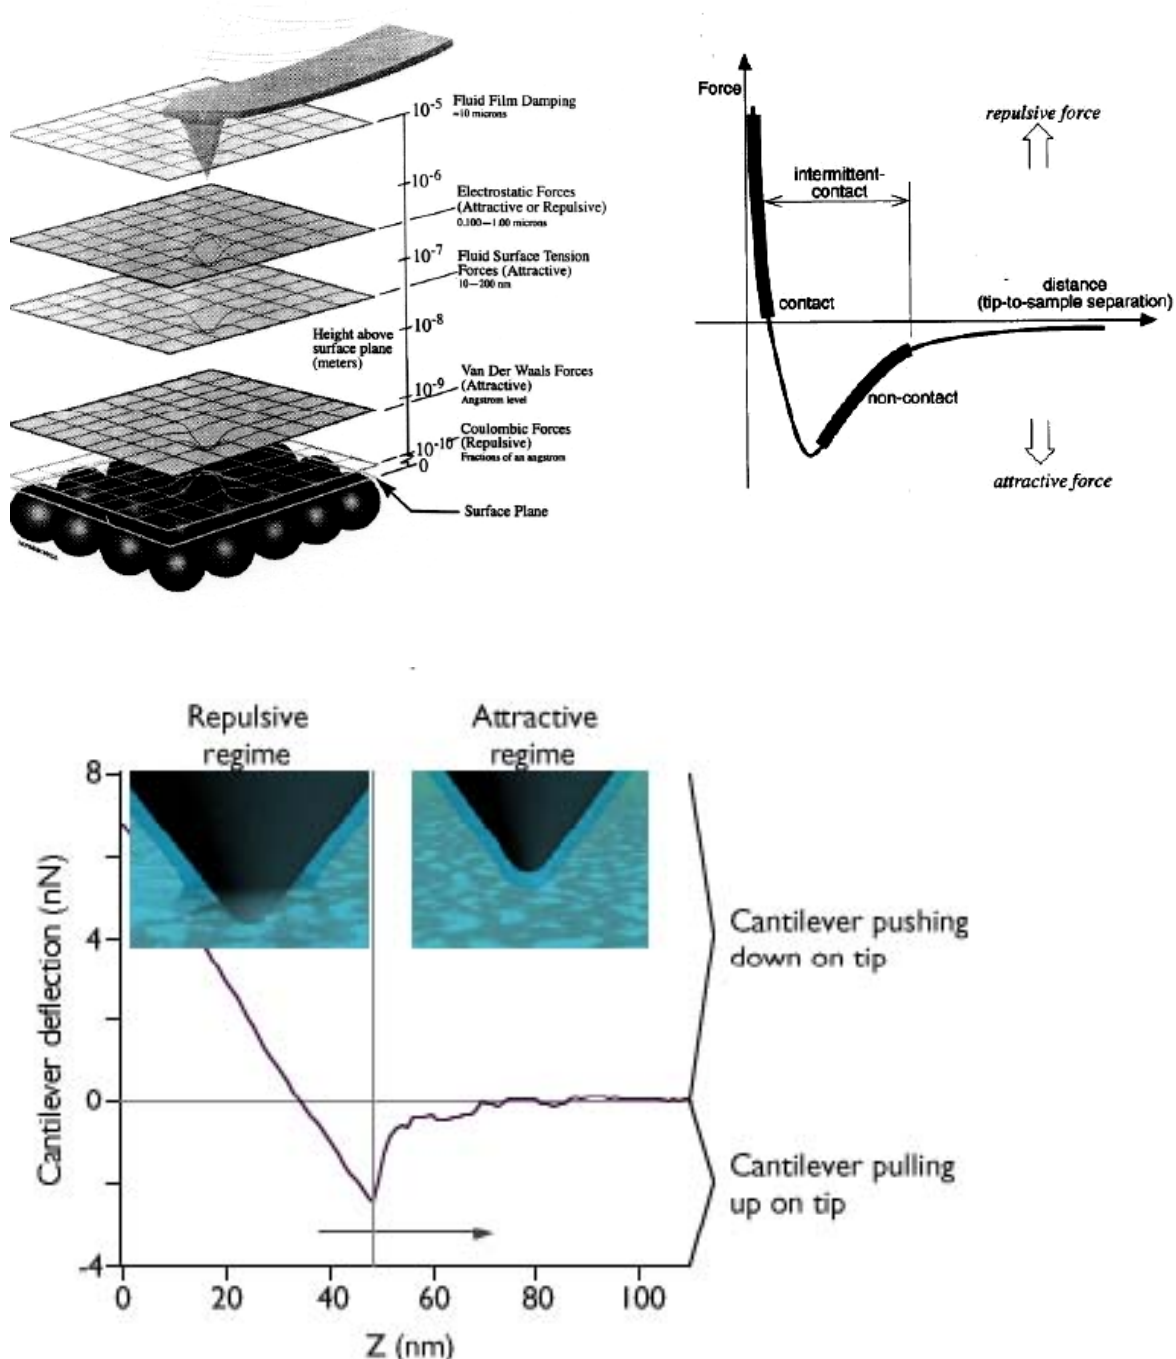 10-5
Fluid Film Damping
≈10 microns
10-6
Electrostatic Forces
(Attractive or Repulsive)
0.100—1.00 microns
10-7
Fluid Surface Tension
Forces (Attractive)
10—200 nm
10-8
Height above
surface plane
(meters)
Van Der Waals Forces
(Attractive)
Angstrom level
10-9
Coulombic Forces
(Repulsive)
Fractions of an angstrom
10-10
0
Surface Plane
Force
repulsive force
intermittent-
contact
distance
(tip-to-sample separation)
contact
non-contact
attractive force
Repulsive
regime
Attractive
regime
8
4
0
-4
Cantilever deflection (nN)
0
20
40
60
80
100
Z (nm)
Cantilever pushing
down on tip
Cantilever pulling
up on tip